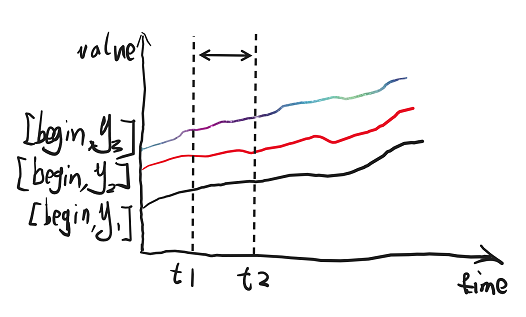 value
[begin, y3]
[begin, y2]
[begin, y1]
t1 t2
time